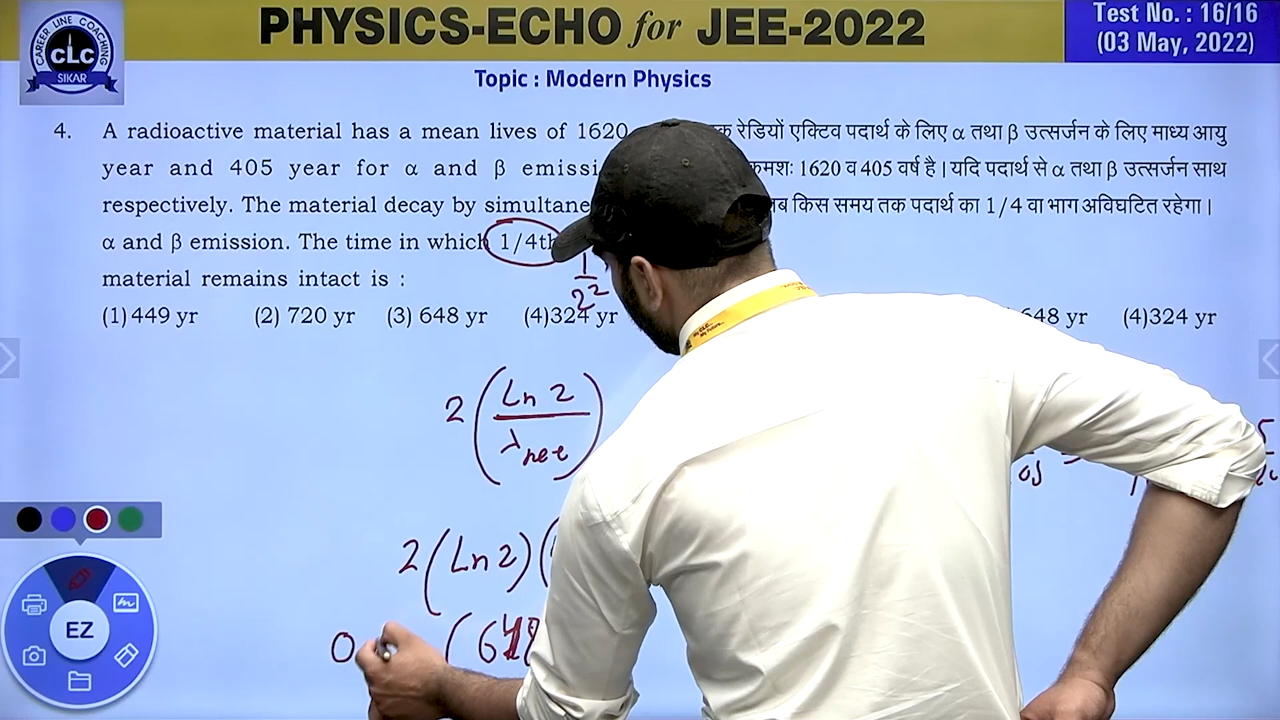 PHYSICS-ECHO for JEE-2022
Test No. : 16/16
(03 May, 2022)
CAREER LINE COACHING
CLC
SIKAR
Topic : Modern Physics
4. A radioactive material has a mean lives of 1620
year and 405 year for α and β emissi
respectively. The material decay by simultane
α and β emission. The time in which 1/4th
material remains intact is :
(1) 449 yr (2) 720 yr (3) 648 yr (4)324 yr
रेडियों एक्टिव पदार्थ के लिए α तथा β उत्सर्जन के लिए माध्य आयु
1620 व 405 वर्ष है। यदि पदार्थ से α तथा β उत्सर्जन साथ
किस समय तक पदार्थ का 1/4 वा भाग अविघटित रहेगा।
648 yr (4)324 yr
1/2²
2(Ln 2/λnet)
2(Ln 2)(
(648
EZ